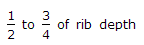 1/2 to 3/4 of rib depth